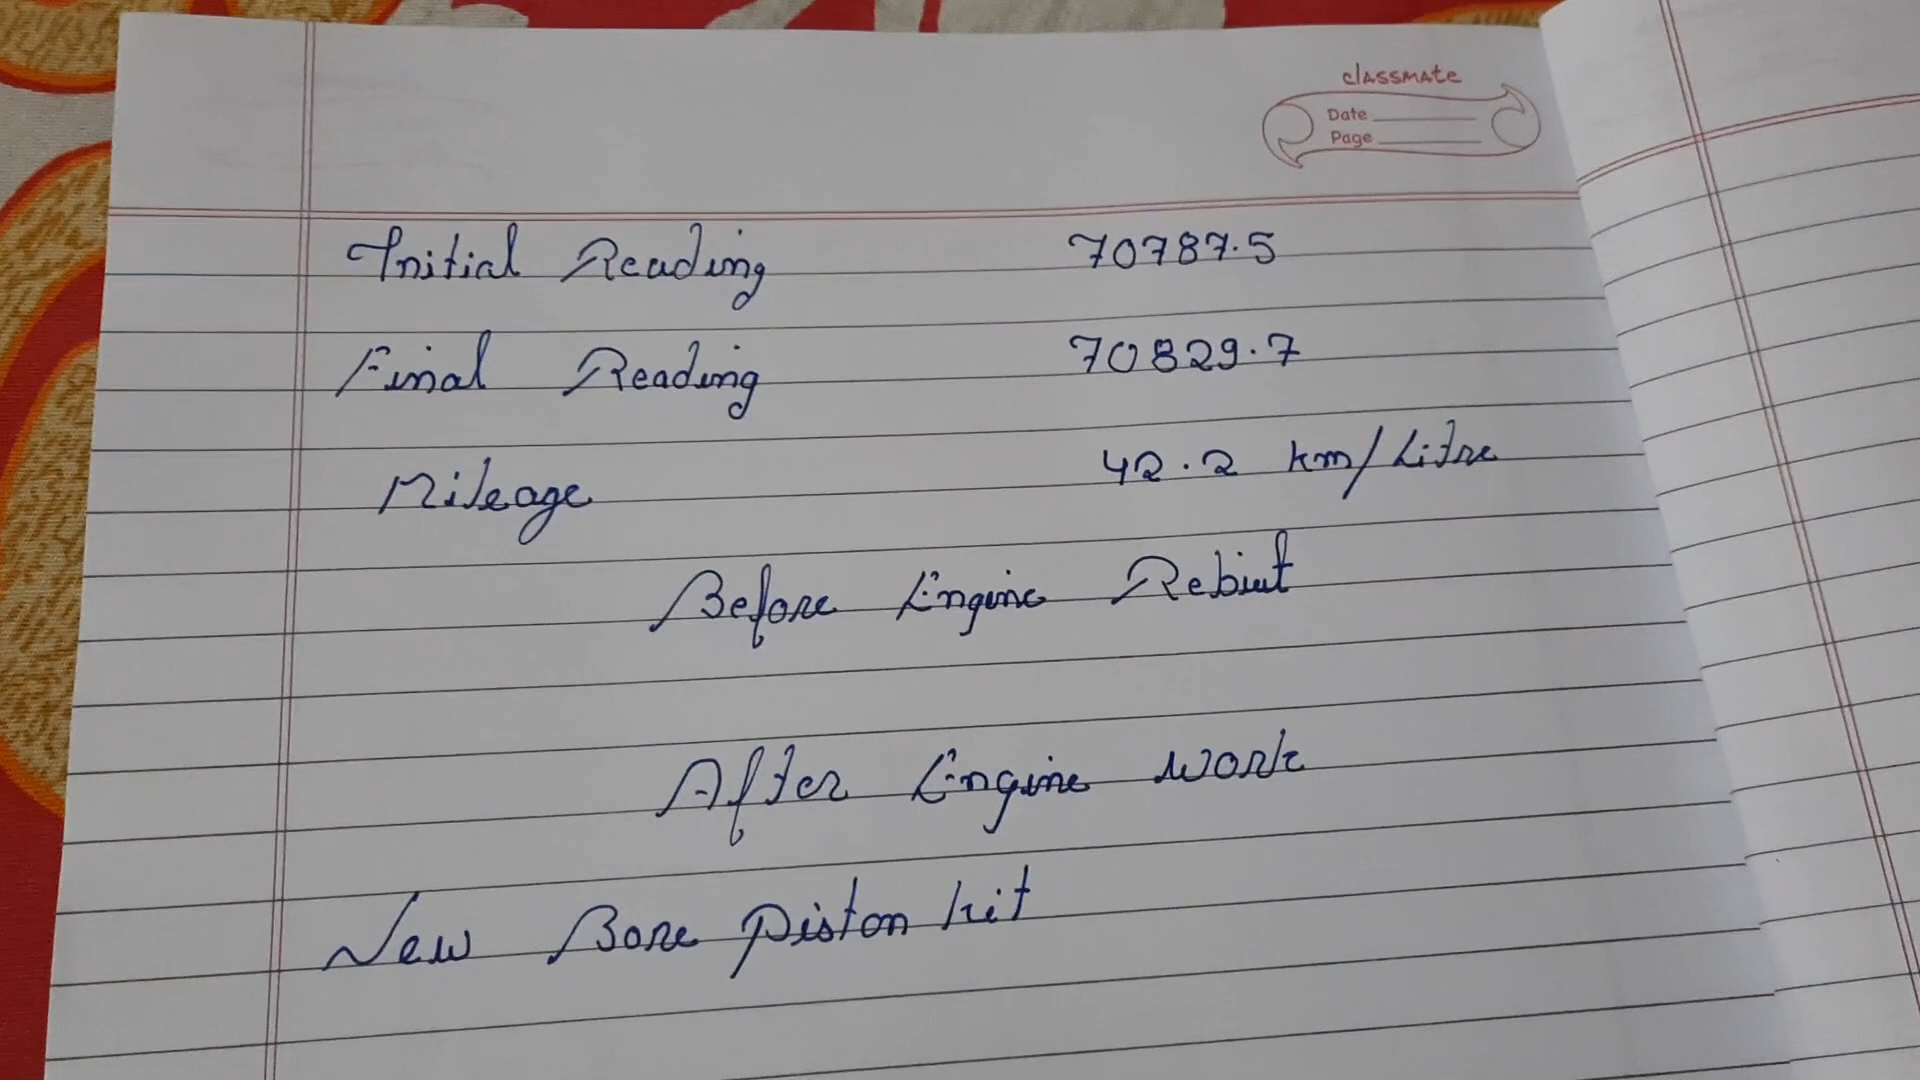 classmate
Date
Page
Initial Reading 70787.5
Final Reading 70829.7
Mileage 42.2 km/Litre
Before Engine Rebiut
After Engine work
New Bore piston kit